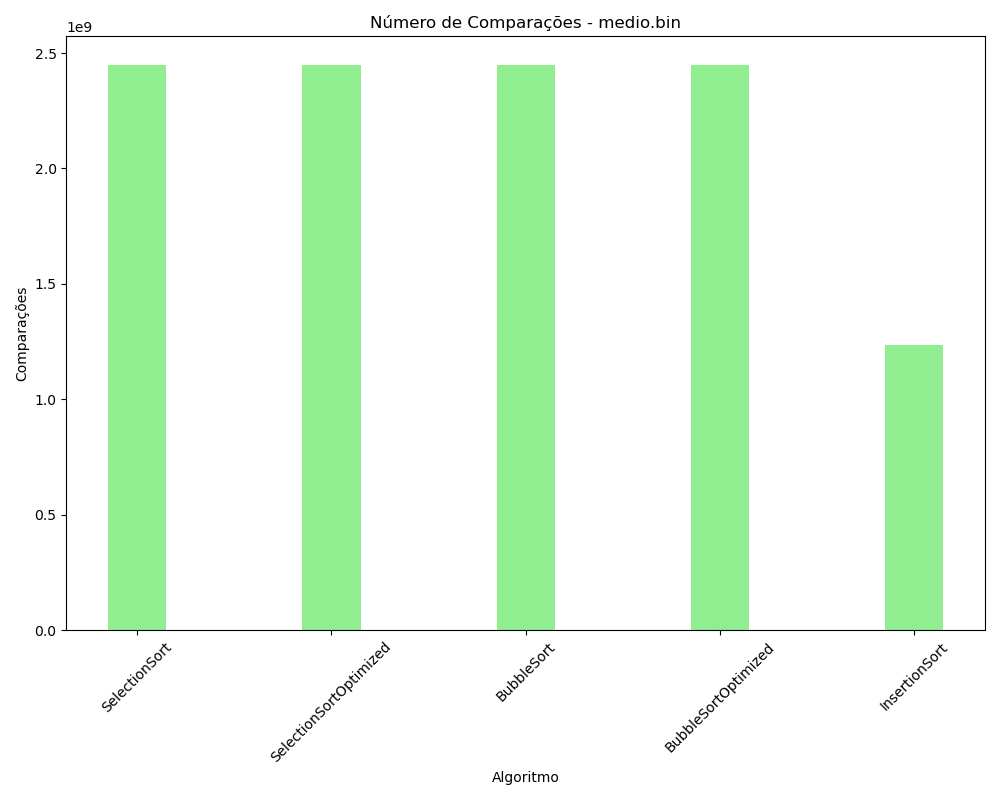 Número de Comparações - medio.bin
1e9
2.5
2.0
1.5
1.0
0.5
0.0
Comparações
SelectionSort
SelectionSortOptimized
BubbleSort
BubbleSortOptimized
InsertionSort
Algoritmo